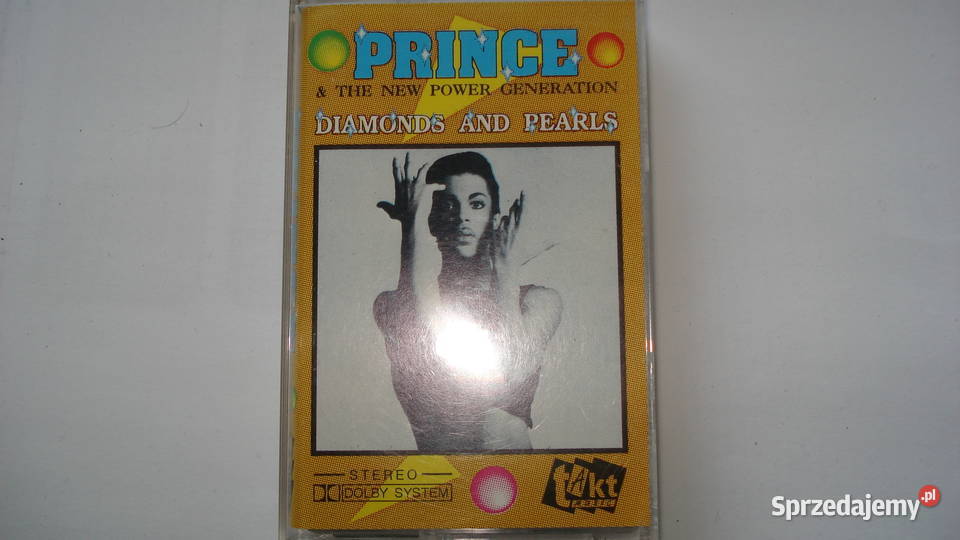 PRINCE
& THE NEW POWER GENERATION
DIAMONDS AND PEARLS
STEREO
DOLBY SYSTEM
takt
Sprzedajemy.pl